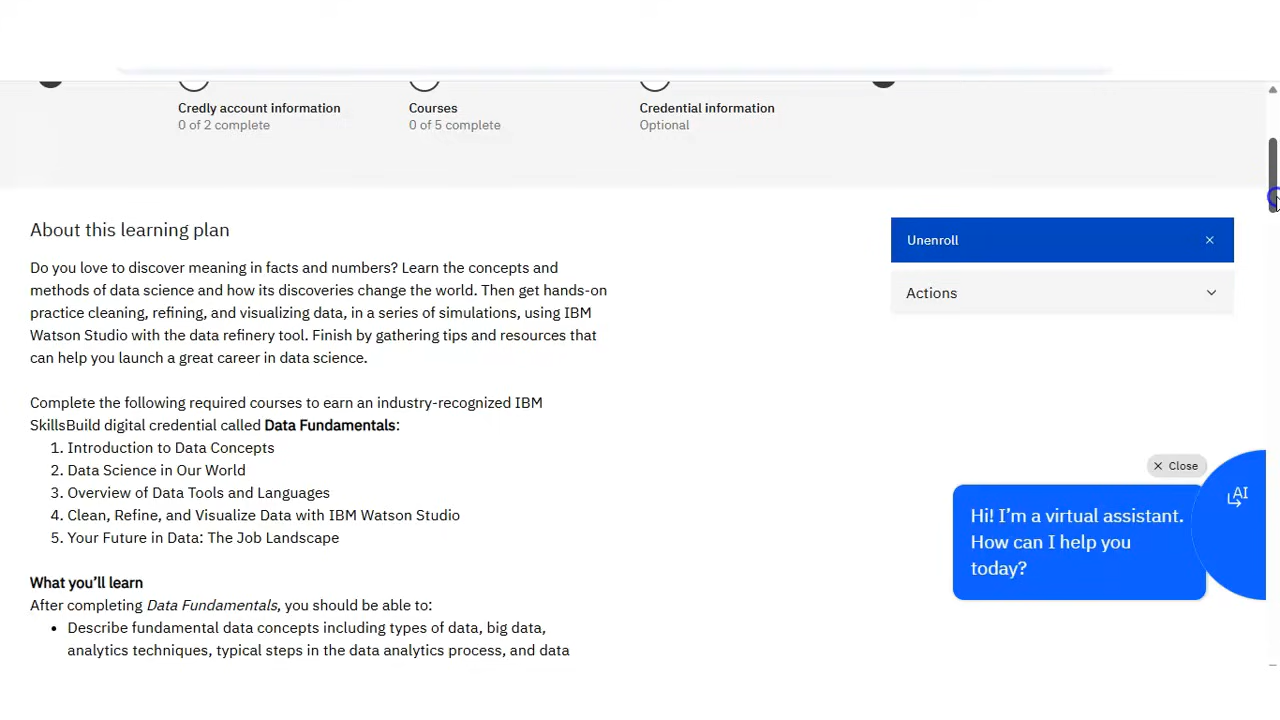 Credly account information
0 of 2 complete
Courses
0 of 5 complete
Credential information
Optional
About this learning plan
Do you love to discover meaning in facts and numbers? Learn the concepts and
methods of data science and how its discoveries change the world. Then get hands-on
practice cleaning, refining, and visualizing data, in a series of simulations, using IBM
Watson Studio with the data refinery tool. Finish by gathering tips and resources that
can help you launch a great career in data science.
Complete the following required courses to earn an industry-recognized IBM
SkillsBuild digital credential called Data Fundamentals:
1. Introduction to Data Concepts
2. Data Science in Our World
3. Overview of Data Tools and Languages
4. Clean, Refine, and Visualize Data with IBM Watson Studio
5. Your Future in Data: The Job Landscape
What you’ll learn
After completing Data Fundamentals, you should be able to:
• Describe fundamental data concepts including types of data, big data,
analytics techniques, typical steps in the data analytics process, and data
Unenroll
Actions
Close
AI
Hi! I’m a virtual assistant.
How can I help you
today?